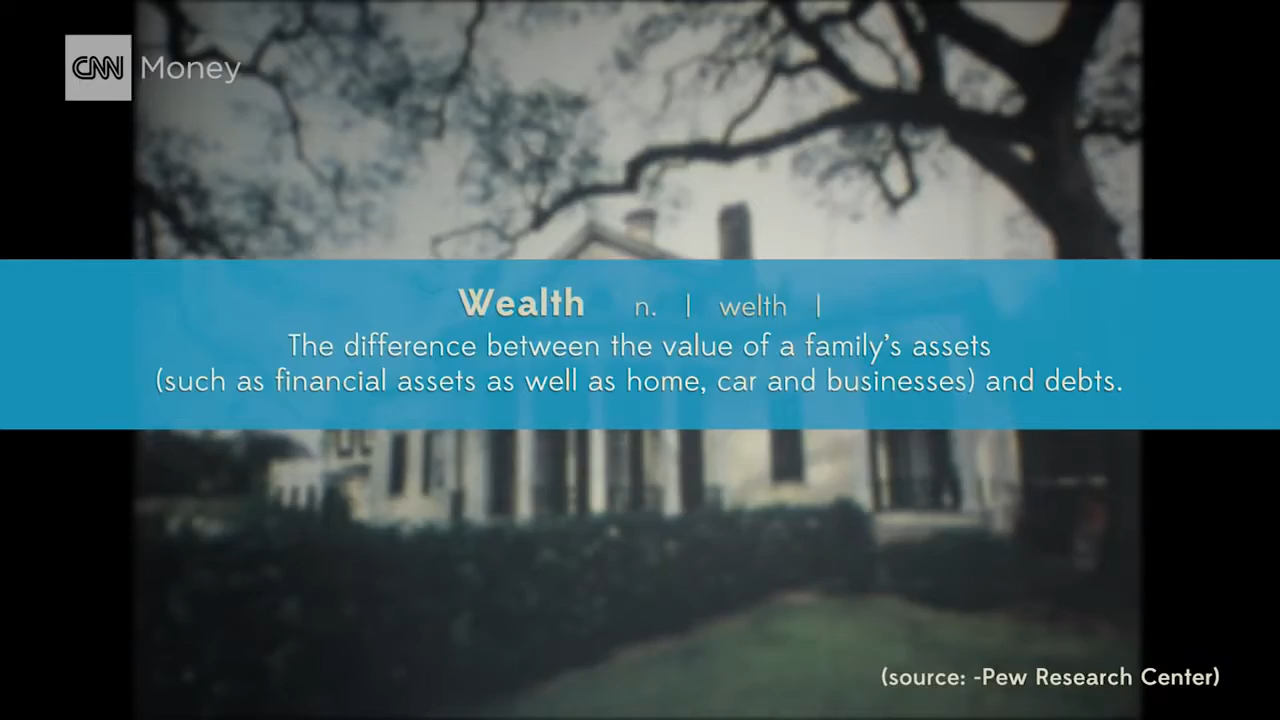 CNN Money
Wealth n. | welth |
The difference between the value of a family's assets
(such as financial assets as well as home, car and businesses) and debts.
(source: -Pew Research Center)